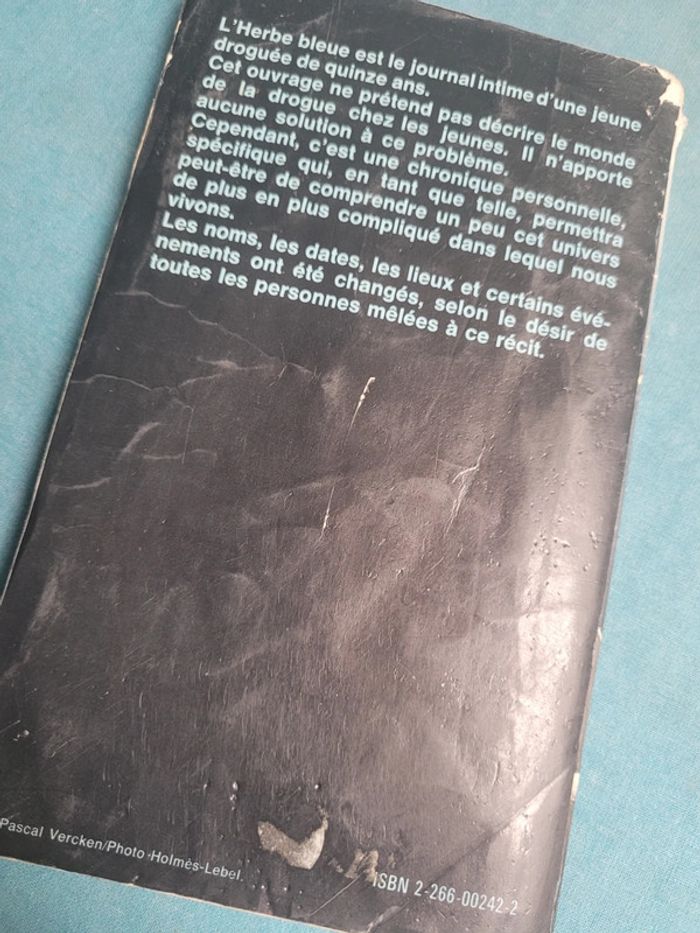 L'Herbe bleue est le journal intime d'une jeune
droguée de quinze ans.
Cet ouvrage ne prétend pas décrire le monde
de la drogue chez les jeunes. Il n'apporte
aucune solution à ce problème.
Cependant, c'est une chronique personnelle,
spécifique qui, en tant que telle, permettra
peut-être de comprendre un peu cet univers
de plus en plus compliqué dans lequel nous
vivons.
Les noms, les dates, les lieux et certains évé-
nements ont été changés, selon le désir de
toutes les personnes mêlées à ce récit.
Pascal Vercken/Photo-Holmès-Lebel.
ISBN 2-266-00242-2